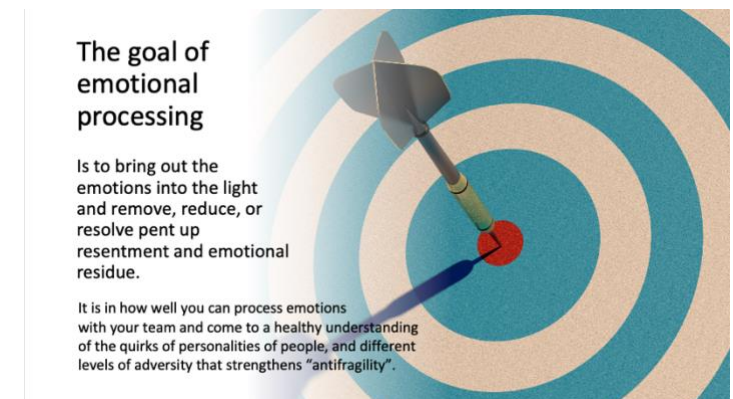 The goal of
emotional
processing
Is to bring out the
emotions into the light
and remove, reduce, or
resolve pent up
resentment and emotional
residue.
It is in how well you can process emotions
with your team and come to a healthy understanding
of the quirks of personalities of people, and different
levels of adversity that strengthens “antifragility”.